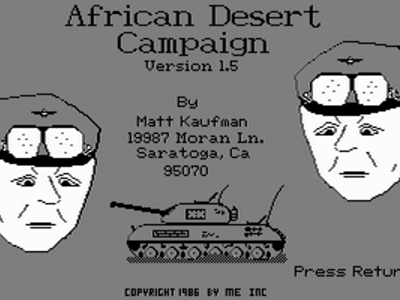 African Desert
Campaign
Version 1.5
By
Matt Kaufman
19987 Moran Ln.
Saratoga, Ca
95070
Press Retur
COPYRIGHT 1986 BY ME INC